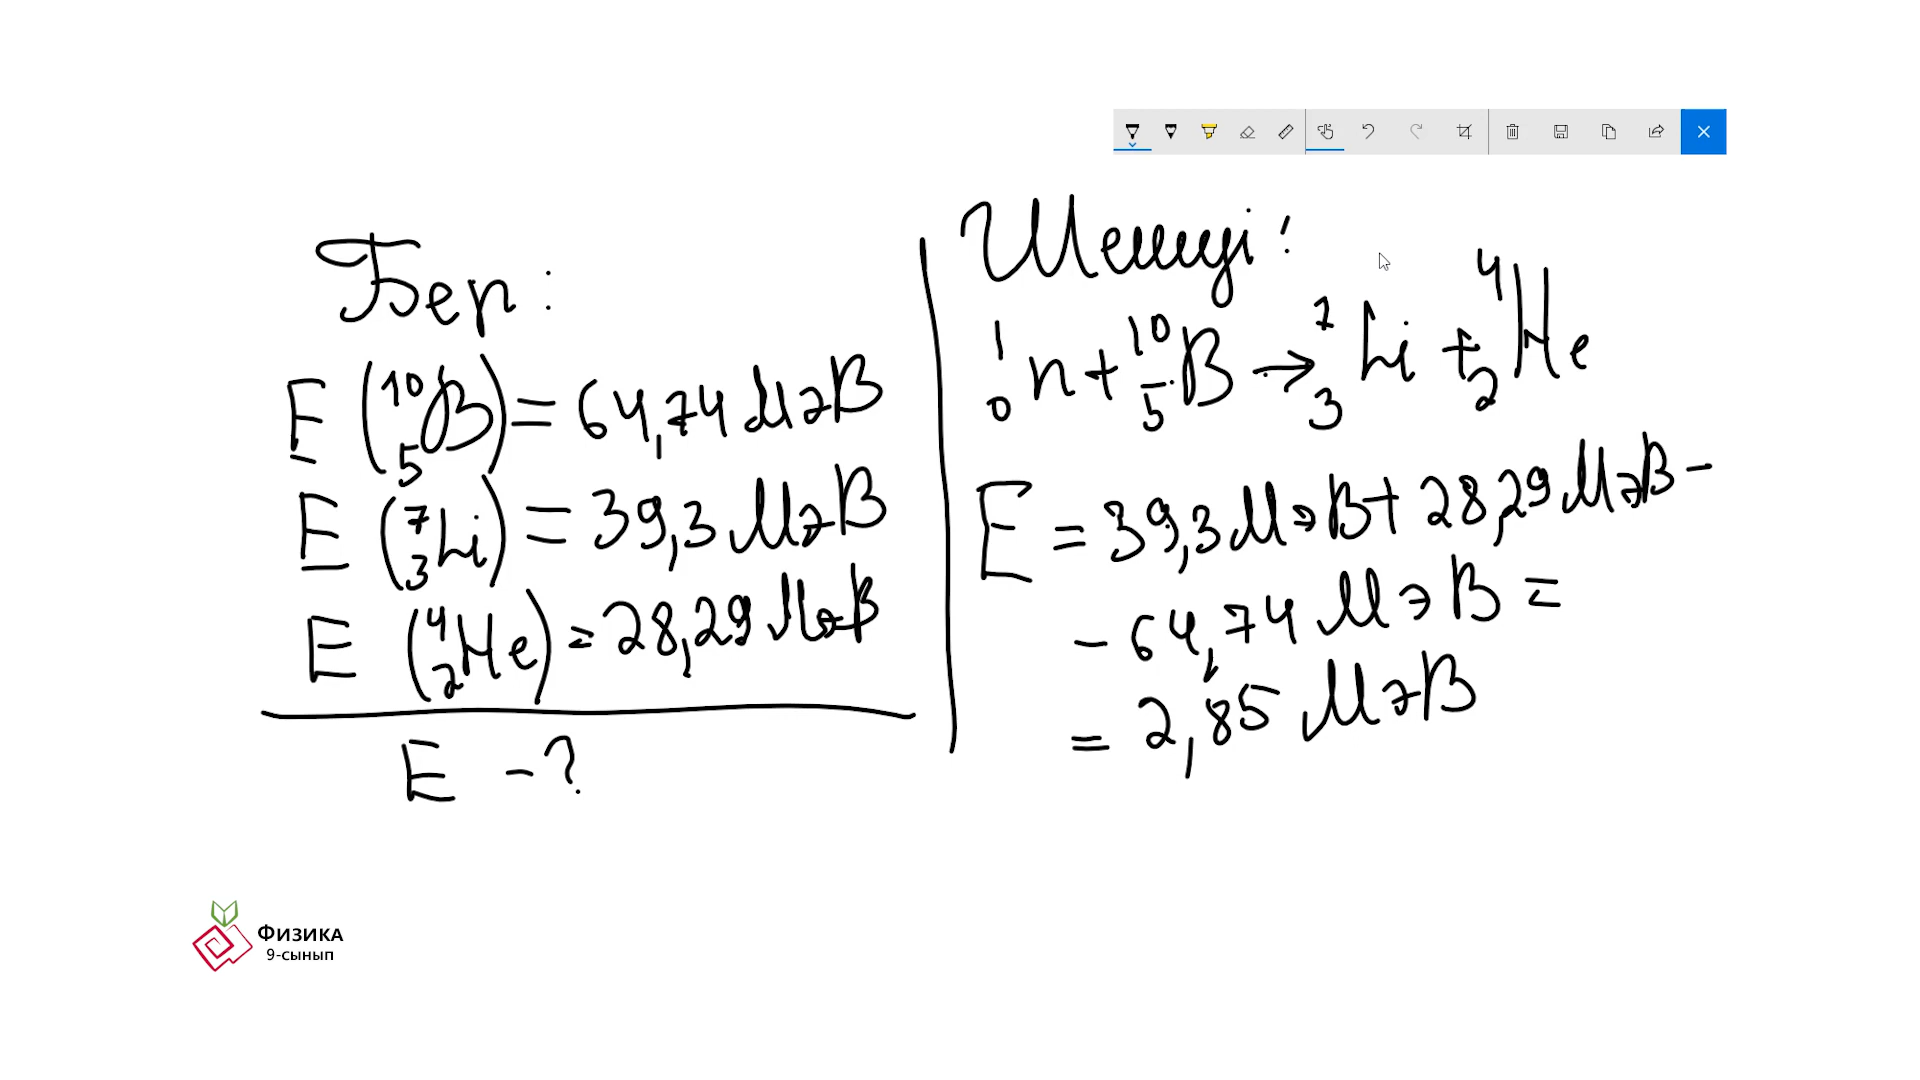 Бер:
E (¹⁰₅B) = 64,74 МэВ
E (⁷₃Li) = 39,3 МэВ
E (⁴₂He) = 28,29 МэВ
E - ?
Шешуі:
¹₀n + ¹⁰₅B → ⁷₃Li + ⁴₂He
E = 39,3 МэВ + 28,29 МэВ -
- 64,74 МэВ =
= 2,85 МэВ
Физика
9-сынып